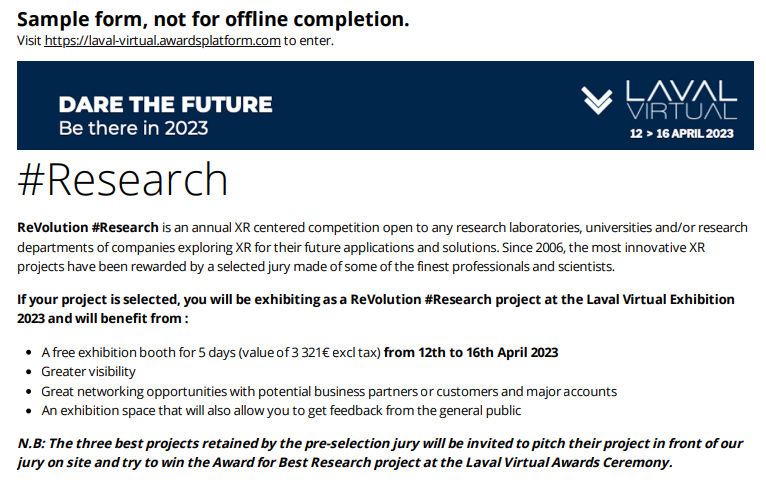 Sample form, not for offline completion.
Visit https://laval-virtual.awardsplatform.com to enter.
DARE THE FUTURE
Be there in 2023
LAVAL
VIRTUAL
12 > 16 APRIL 2023
#Research
ReVolution #Research is an annual XR centered competition open to any research laboratories, universities and/or research
departments of companies exploring XR for their future applications and solutions. Since 2006, the most innovative XR
projects have been rewarded by a selected jury made of some of the finest professionals and scientists.
If your project is selected, you will be exhibiting as a ReVolution #Research project at the Laval Virtual Exhibition
2023 and will benefit from :
• A free exhibition booth for 5 days (value of 3 321€ excl tax) from 12th to 16th April 2023
• Greater visibility
• Great networking opportunities with potential business partners or customers and major accounts
• An exhibition space that will also allow you to get feedback from the general public
N.B: The three best projects retained by the pre-selection jury will be invited to pitch their project in front of our
jury on site and try to win the Award for Best Research project at the Laval Virtual Awards Ceremony.